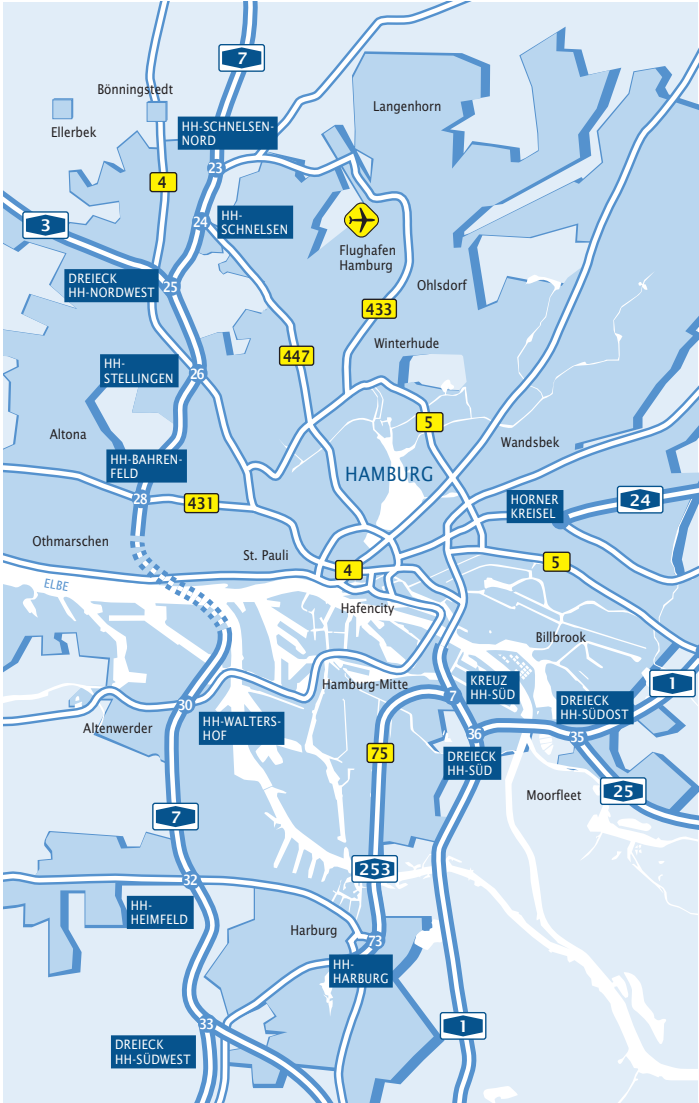 7
Bönningstedt
Langenhorn
Ellerbek
HH-SCHNELSEN-
NORD
23
4
3
24
HH-
SCHNELSEN
Flughafen
Hamburg
DREIECK
HH-NORDWEST
25
Ohlsdorf
433
Winterhude
447
HH-
STELLINGEN
26
5
Altona
Wandsbek
HH-BAHREN-
FELD
HAMBURG
28
431
HORNER
KREISEL
24
Othmarschen
St. Pauli
4
5
ELBE
Hafencity
Billbrook
Hamburg-Mitte
KREUZ
HH-SÜD
7
1
30
Altenwerder
HH-WALTERS-
HOF
DREIECK
HH-SÜDOST
36
35
75
DREIECK
HH-SÜD
Moorfleet
25
7
253
32
HH-
HEIMFELD
Harburg
73
HH-
HARBURG
33
1
DREIECK
HH-SÜDWEST